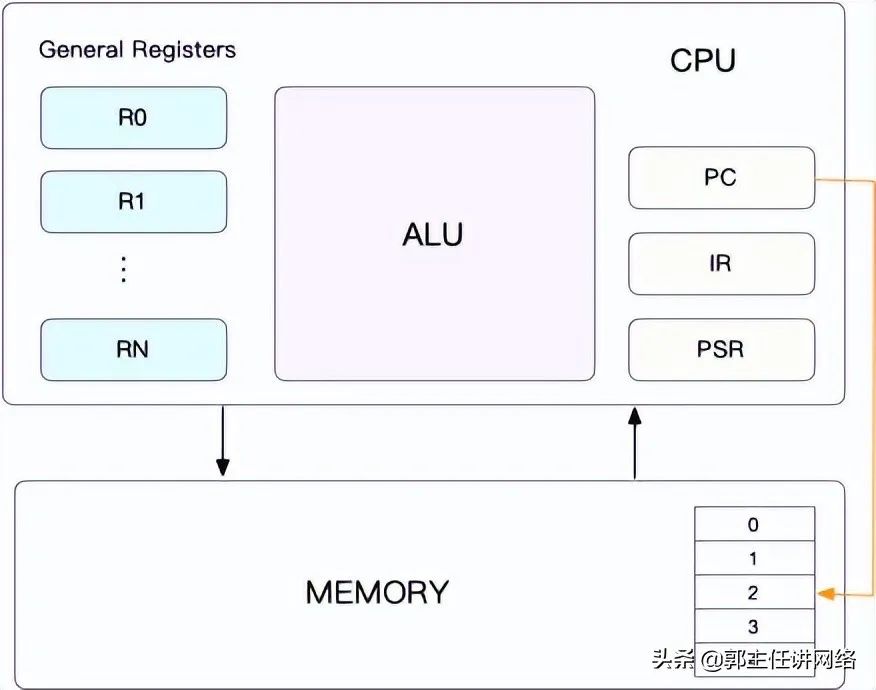 General Registers
CPU
R0
R1
⋮
RN
ALU
PC
IR
PSR
MEMORY
0
1
2
3
头条 @郭主任讲网络